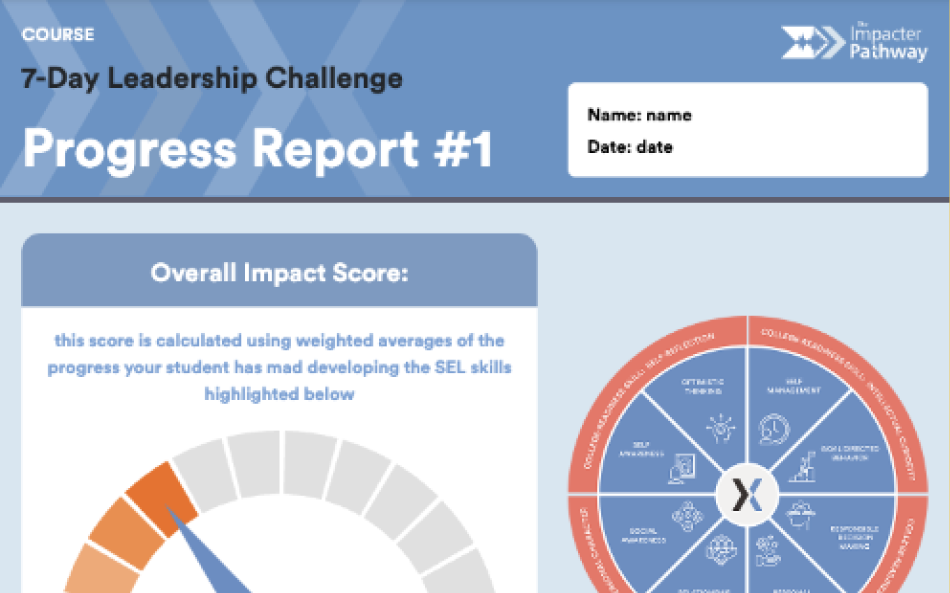 COURSE
7-Day Leadership Challenge
Progress Report #1
The
Impacter
Pathway
Name: name
Date: date
Overall Impact Score:
this score is calculated using weighted averages of the
progress your student has mad developing the SEL skills
highlighted below
COLLEGE-READINESS SKILL: SELF-REFLECTION
COLLEGE-READINESS SKILL: INTELLECTUAL CURIOSITY
OPTIMISTIC
THINKING
SELF
MANAGEMENT
SELF
AWARENESS
GOAL DIRECTED
BEHAVIOR
SOCIAL
AWARENESS
RESPONSIBLE
DECISION
MAKING
RELATIONSHIP
PERSONAL